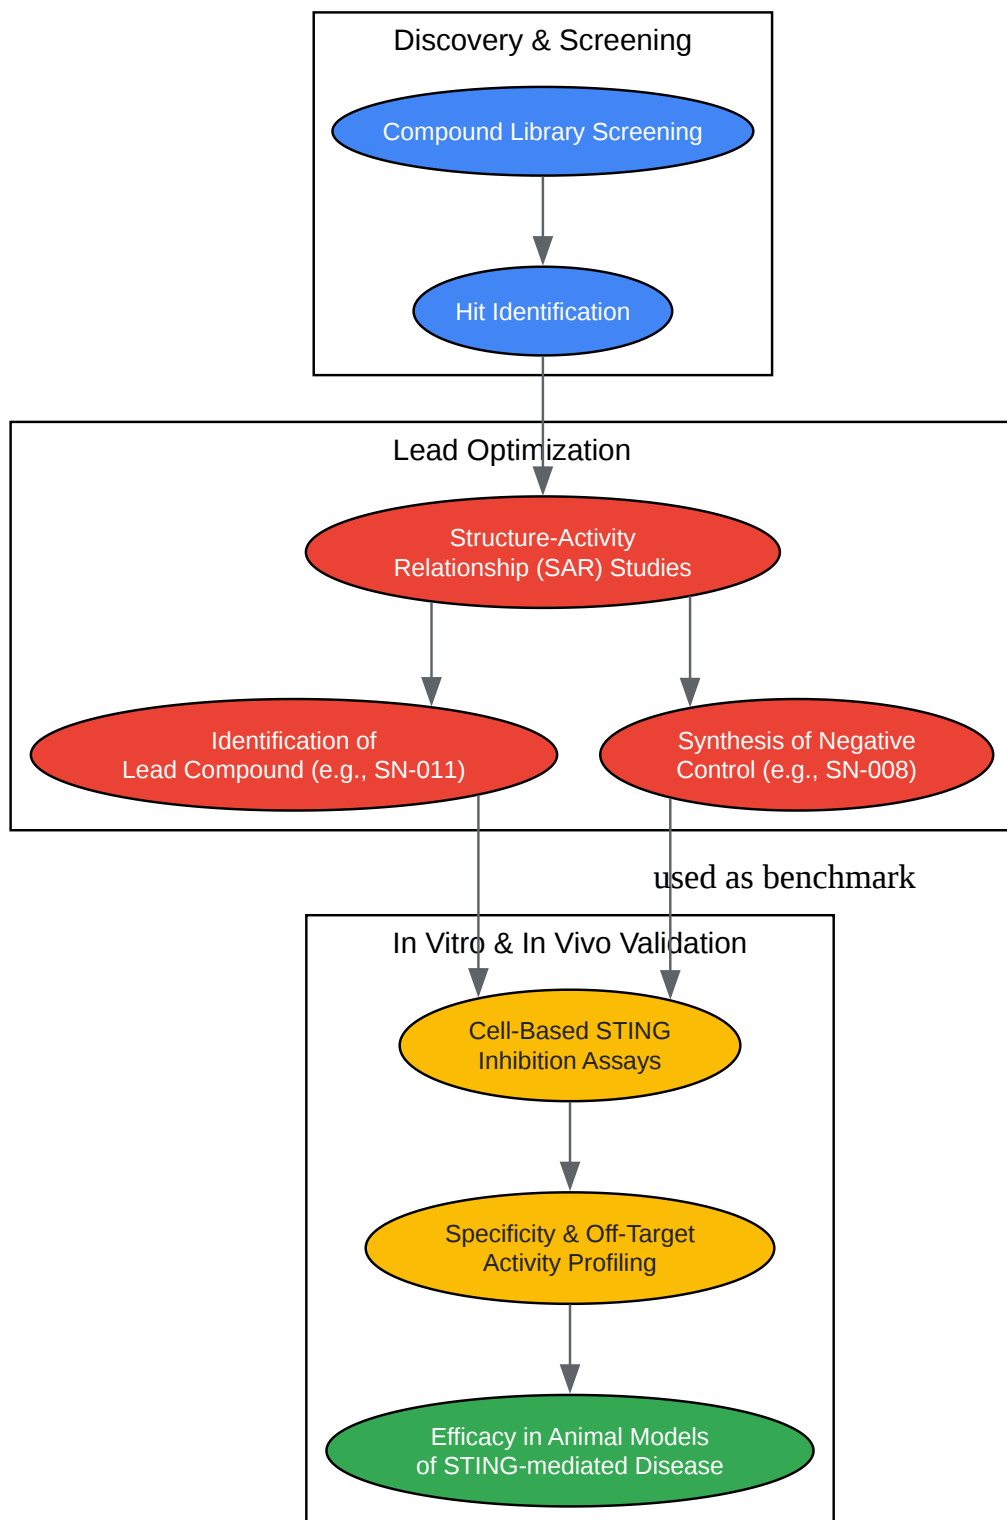 Discovery & Screening
Compound Library Screening
Hit Identification
Lead Optimization
Structure-Activity
Relationship (SAR) Studies
Identification of
Lead Compound (e.g., SN-011)
Synthesis of Negative
Control (e.g., SN-008)
used as benchmark
In Vitro & In Vivo Validation
Cell-Based STING
Inhibition Assays
Specificity & Off-Target
Activity Profiling
Efficacy in Animal Models
of STING-mediated Disease